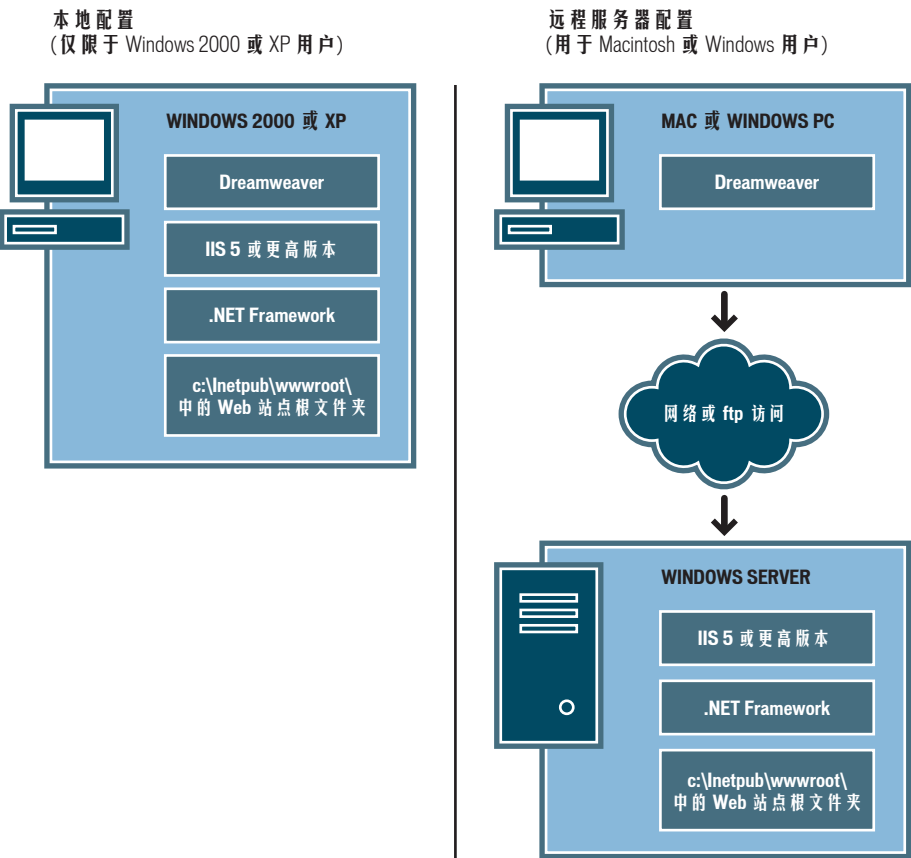 本地配置
(仅限于 Windows 2000 或 XP 用户)
WINDOWS 2000 或 XP
Dreamweaver
IIS 5 或更高版本
.NET Framework
c:\Inetpub\wwwroot\
中的 Web 站点根文件夹
远程服务器配置
(用于 Macintosh 或 Windows 用户)
MAC 或 WINDOWS PC
Dreamweaver
网络或 ftp 访问
WINDOWS SERVER
IIS 5 或更高版本
.NET Framework
c:\Inetpub\wwwroot\
中的 Web 站点根文件夹